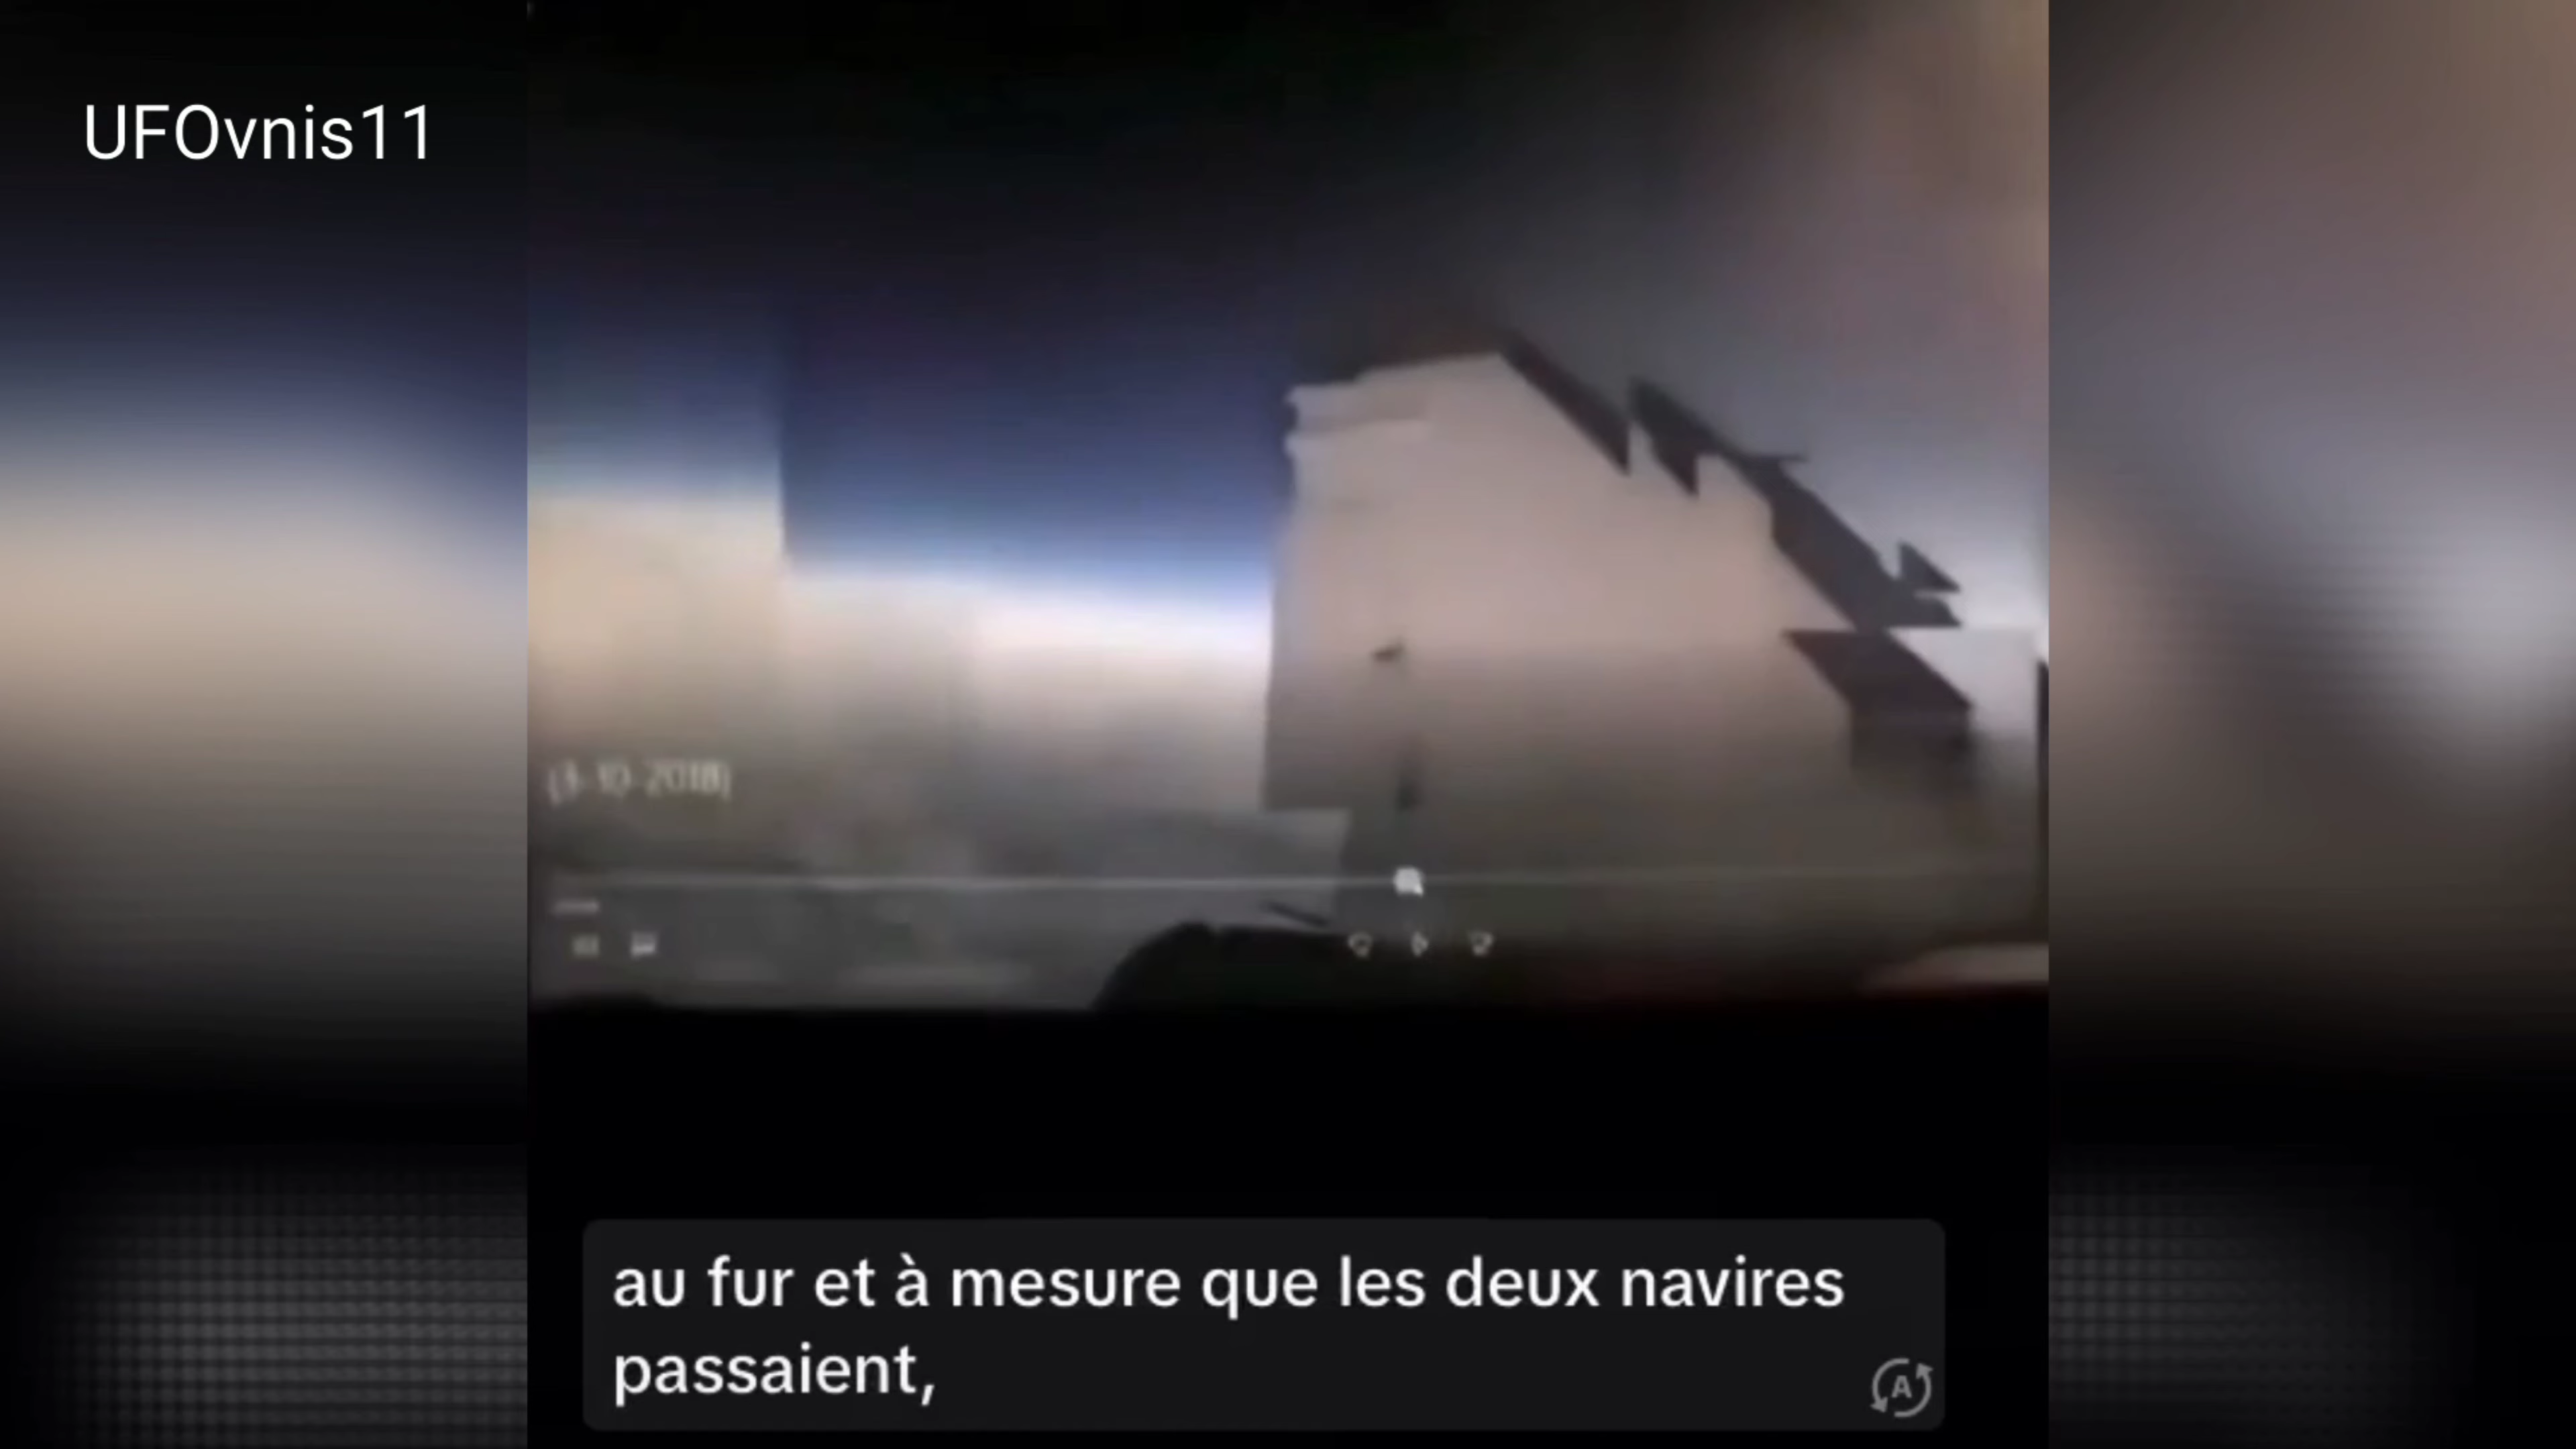 UFOvnis11
au fur et à mesure que les deux navires
passaient,
A